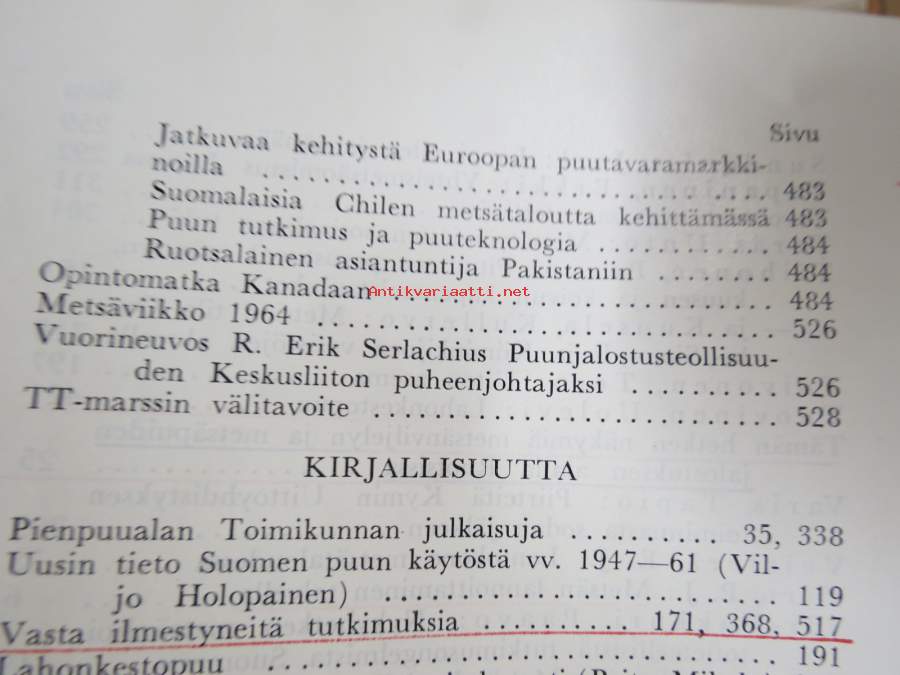 Sivu
Jatkuvaa kehitystä Euroopan puutavaramarkki-
noilla ................................ 483
Suomalaisia Chilen metsätaloutta kehittämässä 483
Puun tutkimus ja puuteknologia ............ 484
Ruotsalainen asiantuntija Pakistaniin ........ 484
Opintomatka Kanadaan ........................ 484
Antikvariaatti.net
Metsäviikko 1964 ............................ 526
Vuorineuvos R. Erik Serlachius Puunjalostusteollisuu-
den Keskusliiton puheenjohtajaksi .......... 526
TT-marssin välitavoite ........................ 528
KIRJALLISUUTTA
Pienpuualan Toimikunnan julkaisuja .......... 35, 338
Uusin tieto Suomen puun käytöstä vv. 1947—61 (Vil-
jo Holopainen) .......................... 119
Vasta ilmestyneitä tutkimuksia .......... 171, 368, 517
Lahonkestopuu .............................. 191